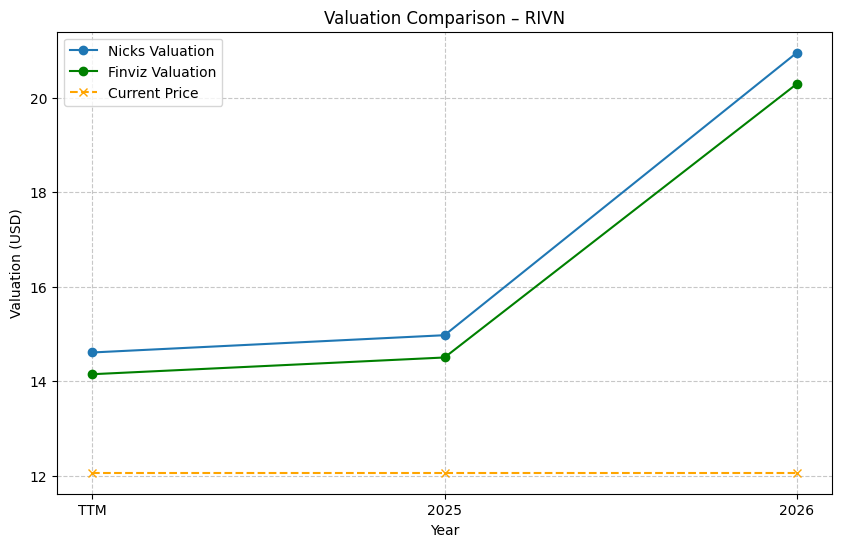 Valuation Comparison – RIVN
Nicks Valuation
Finviz Valuation
Current Price
Valuation (USD)
20
18
16
14
12
TTM
2025
2026
Year